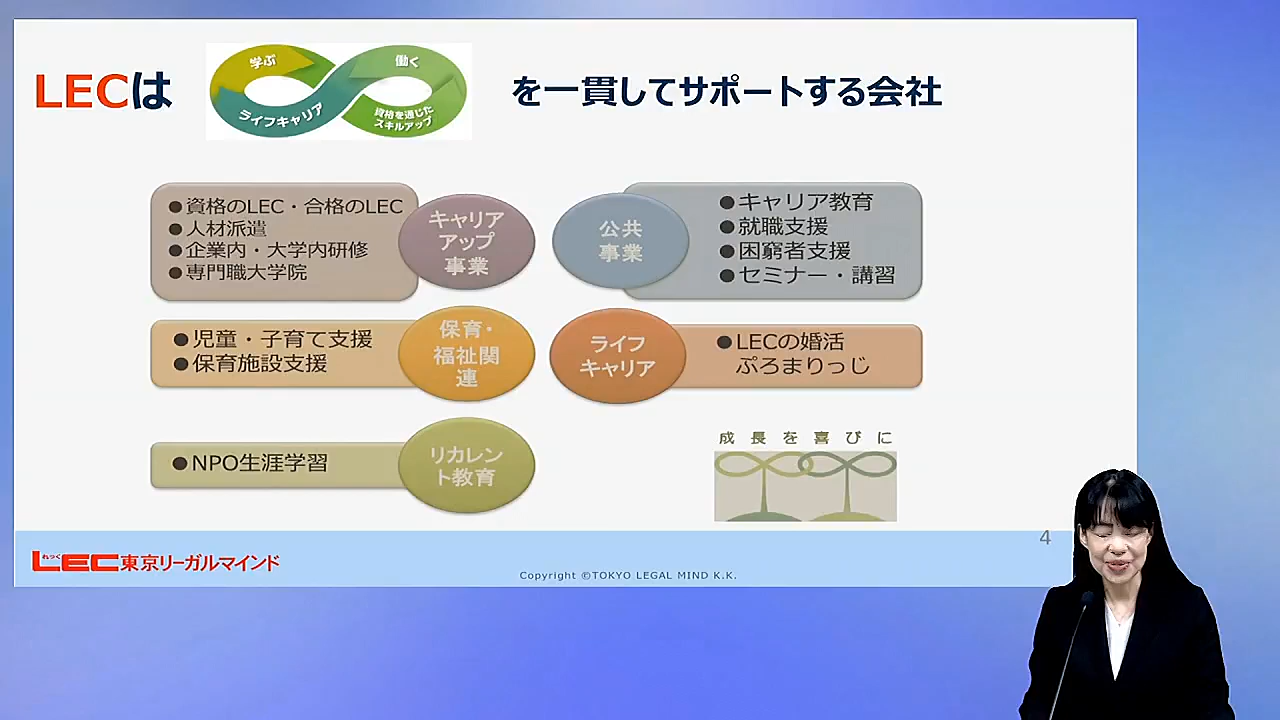 LECは
学ぶ
働く
ライフキャリア
資格を通じた
スキルアップ
を一貫してサポートする会社
●資格のLEC・合格のLEC
●人材派遣
●企業内・大学内研修
●専門職大学院
キャリア
アップ
事業
公共
事業
●キャリア教育
●就職支援
●困窮者支援
●セミナー・講習
●児童・子育て支援
●保育施設支援
保育・
福祉関
連
ライフ
キャリア
●LECの婚活
ぷろまりっじ
●NPO生涯学習
リカレン
ト教育
成長を喜びに
4
れっく
LEC東京リーガルマインド
Copyright ©TOKYO LEGAL MIND K.K.